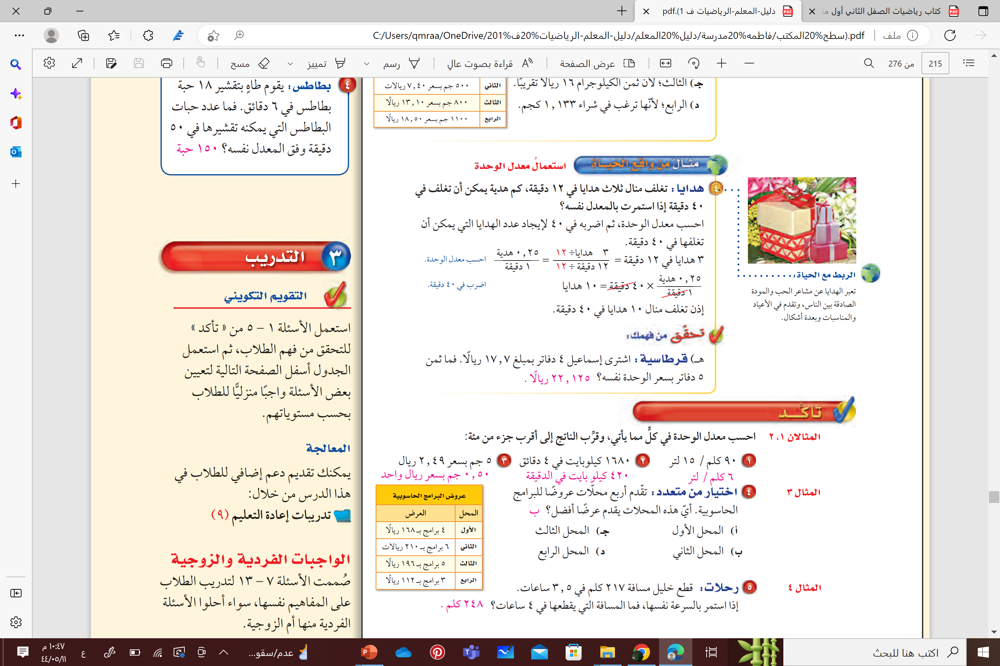 كتاب رياضيات الصفل الثاني أول
دليل-المعلم-الرياضيات ف 1).pdf
ملف
C:/Users/qmraa/OneDrive/سطح%20المكتب/فاطمه%20مدرسة/دليل%20المعلم/دليل-المعلم-الرياضيات%20ف%201).pdf
215
من 276
عرض الصفحة
قراءة بصوت عالٍ
رسم
تمييز
مسح
جـ) الثالث؛ لأن ثمن الكيلوجرام ١٦ ريالًا تقريبًا.
د) الرابع؛ لأنّها ترغب في شراء ١,١٣٣ كجم.
الثاني ٥٠٠ جم بسعر ٧,٤٠ ريالات
الثالث ٨٠٠ جم بسعر ١٣,١٠ ريالًا
الرابع ١١٠٠ جم بسعر ١٨,٥٠ ريالًا
مثال من واقع الحياة
استعمالُ معدل الوحدة
٤ هدايا: تغلف منال ثلاث هدايا في ١٢ دقيقة، كم هدية يمكن أن تغلف في
٤٠ دقيقة إذا استمرت بالمعدل نفسه؟
احسب معدل الوحدة، ثم اضربه في ٤٠ لإيجاد عدد الهدايا التي يمكن أن
تغلفها في ٤٠ دقيقة.
٣ هدايا في ١٢ دقيقة = ٣ هدايا ÷ ١٢ / ١٢ دقيقة ÷ ١٢ = ٠,٢٥ هدية / ١ دقيقة احسب معدل الوحدة.
٠,٢٥ هدية / ١ دقيقة × ٤٠ دقيقة = ١٠ هدايا اضرب في ٤٠ دقيقة.
إذن تغلف منال ١٠ هدايا في ٤٠ دقيقة.
الربط مع الحياة:
تعبر الهدايا عن مشاعر الحب والمودة
الصادقة بين الناس، وتقدم في الأعياد
والمناسبات وبعدة أشكال.
تحقق من فهمك:
هـ) قرطاسية: اشترى إسماعيل ٤ دفاتر بمبلغ ١٧,٧ ريالًا. فما ثمن
٥ دفاتر بسعر الوحدة نفسه؟ ٢٢,١٢٥ ريالًا.
تأكد
المثالان ١، ٢ احسب معدل الوحدة في كلٍّ مما يأتي، وقرِّب الناتج إلى أقرب جزء من مئة:
١ ٩٠ كلم / ١٥ لتر
٦ كلم / لتر
٢ ١٦٨٠ كيلوبايت في ٤ دقائق
٤٢٠ كيلو بايت في الدقيقة
٣ ٥ جم بسعر ٢,٤٩ ريال
٠,٥٠ جم بسعر ريال واحد
المثال ٣ ٤ اختيار من متعدد: تقّدم أربع محلّات عروضًا للبرامج
الحاسوبية. أيّ هذه المحلات يقدم عرضًا أفضل؟ ب
أ) المحل الأول جـ) المحل الثالث
ب) المحل الثاني د) المحل الرابع
عروض البرامج الحاسوبية
المحل العرض
الأول ٤ برامج بـ ١٦٨ ريالًا
الثاني ٦ برامج بـ ٢١٠ ريالات
الثالث ٥ برامج بـ ١٩٦ ريالًا
الرابع ٣ برامج بـ ١١٢ ريالًا
المثال ٤ ٥ رحلات: قطع خليل مسافة ٢١٧ كلم في ٣,٥ ساعات.
إذا استمر بالسرعة نفسها، فما المسافة التي يقطعها في ٤ ساعات؟ ٢٤٨ كلم.
٤ بطاطس: يقوم طاهٍ بتقشير ١٨ حبة
بطاطس في ٦ دقائق. فما عدد حبات
البطاطس التي يمكنه تقشيرها في ٥٠
دقيقة وفق المعدل نفسه؟ ١٥٠ حبة
٣ التدريب
التقويم التكويني
استعمل الأسئلة ١ – ٥ من « تأكد »
للتحقق من فهم الطلاب، ثم استعمل
الجدول أسفل الصفحة التالية لتعيين
بعض الأسئلة واجبًا منزليًّا للطلاب
بحسب مستوياتهم.
المعالجة
يمكنك تقديم دعم إضافي للطلاب في
هذا الدرس من خلال:
تدريبات إعادة التعليم (٩)
الواجبات الفردية والزوجية
صُممت الأسئلة ٧ – ١٣ لتدريب الطلاب
على المفاهيم نفسها، سواء أحلوا الأسئلة
الفردية منها أم الزوجية.
اكتب هنا للبحث
عدم/سقو...
ع
١٠:٤٧ م
٤٤/٠٥/١١